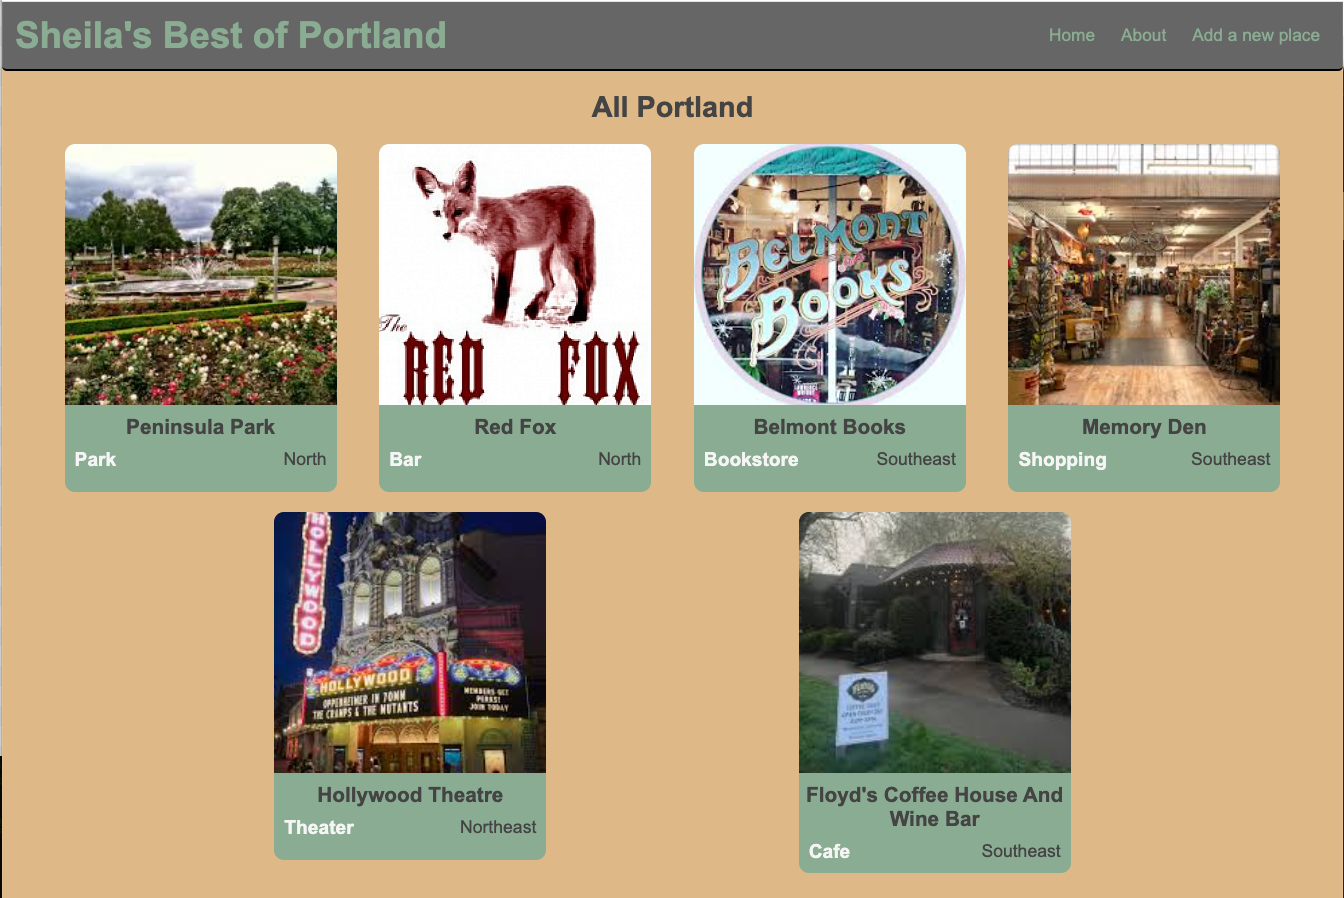 Sheila's Best of Portland
Home About Add a new place
All Portland
The
RED FOX
BELMONT
BOOKS
Peninsula Park
Park North
Red Fox
Bar North
Belmont Books
Bookstore Southeast
Memory Den
Shopping Southeast
HOLLYWOOD
HOLLYWOOD
OPPENHEIMER IN 70MM
THE CRAMPS & THE MUTANTS
MEMBERS GET
PERKS!
JOIN TODAY
Hollywood Theatre
Theater Northeast
Floyd's Coffee House And
Wine Bar
Cafe Southeast